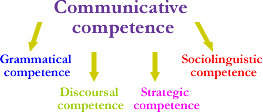 Communicative
competence
Grammatical
competence
Sociolinguistic
competence
Discoursal
competence
Strategic
competence